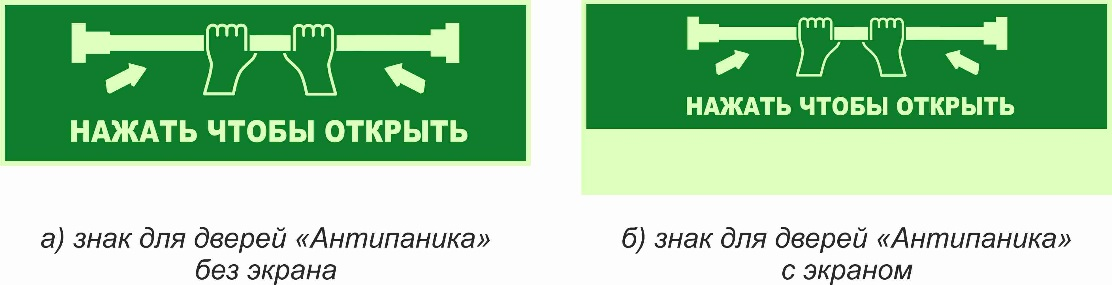 НАЖАТЬ ЧТОБЫ ОТКРЫТЬ
а) знак для дверей «Антипаника»
без экрана
НАЖАТЬ ЧТОБЫ ОТКРЫТЬ
б) знак для дверей «Антипаника»
с экраном